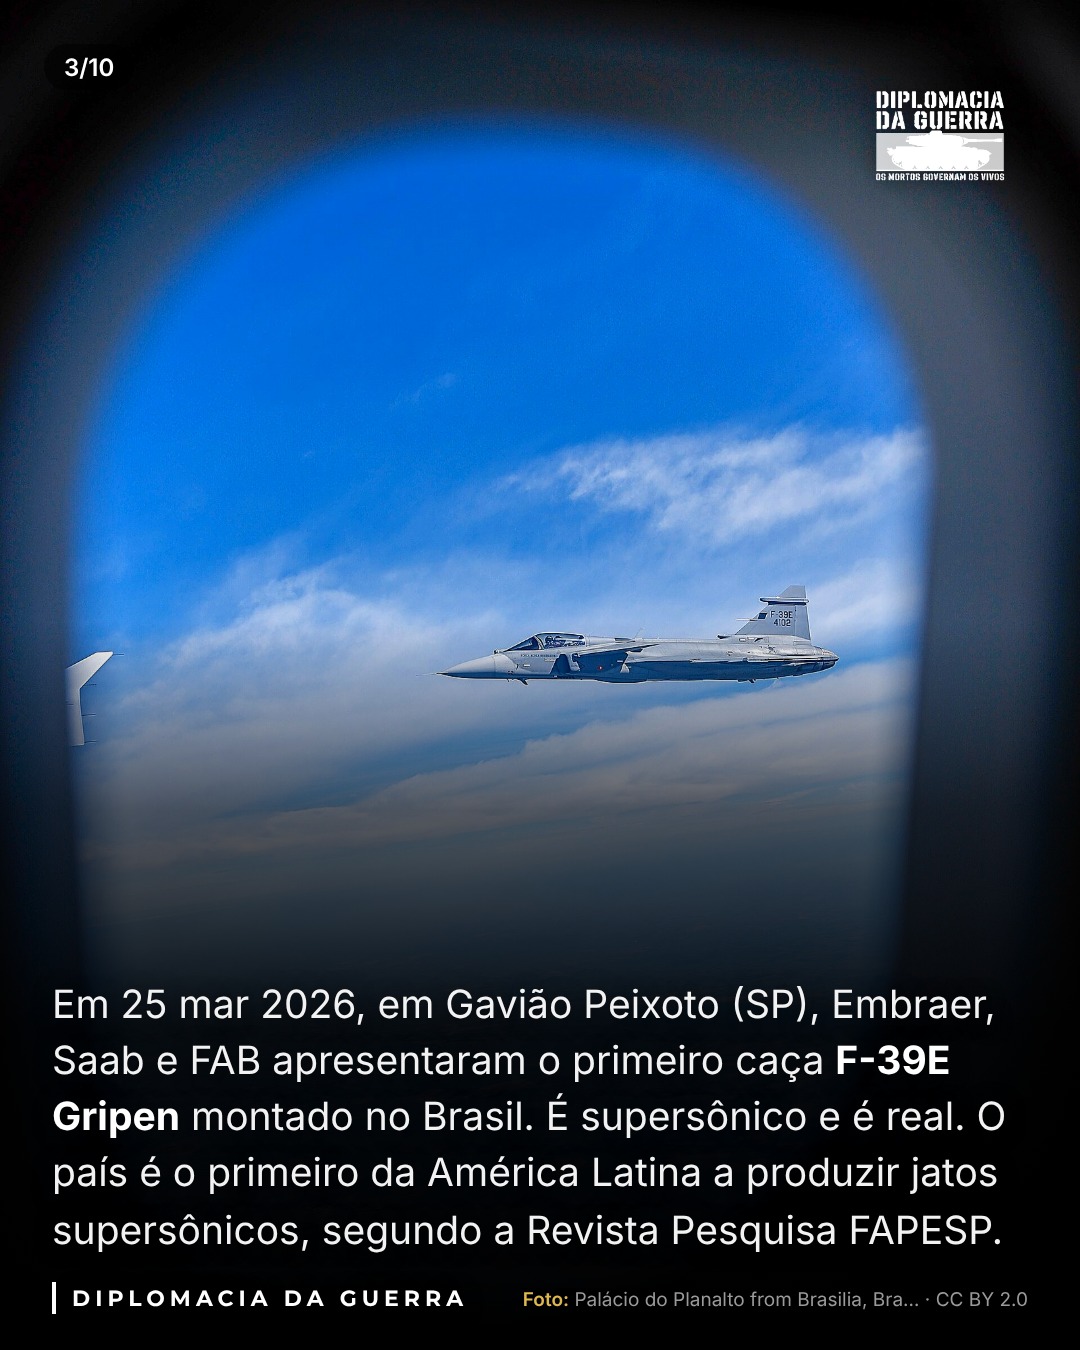 3/10
DIPLOMACIA
DA GUERRA
OS MORTOS GOVERNAM OS VIVOS
F-39E
4102
Em 25 mar 2026, em Gavião Peixoto (SP), Embraer,
Saab e FAB apresentaram o primeiro caça F-39E
Gripen montado no Brasil. É supersônico e é real. O
país é o primeiro da América Latina a produzir jatos
supersônicos, segundo a Revista Pesquisa FAPESP.
DIPLOMACIA DA GUERRA
Foto: Palácio do Planalto from Brasilia, Bra... · CC BY 2.0